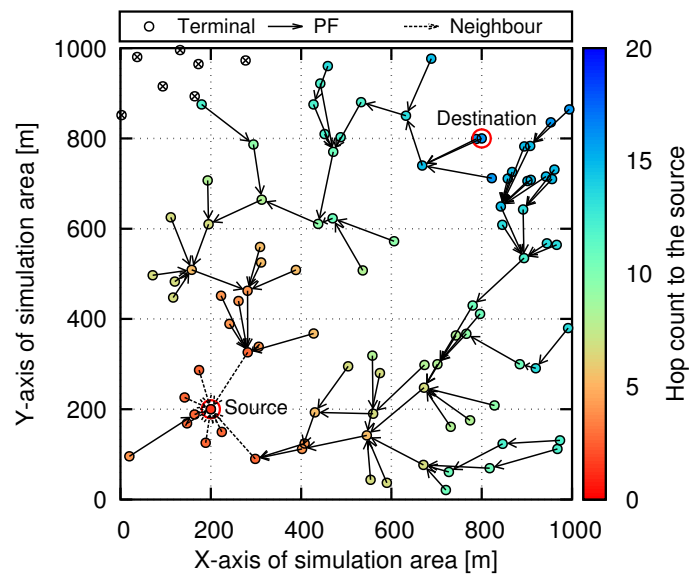 Terminal PF Neighbour
1000
800
600
400
200
0
Y-axis of simulation area [m]
Destination
Source
0 200 400 600 800 1000
X-axis of simulation area [m]
20
15
10
5
0
Hop count to the source